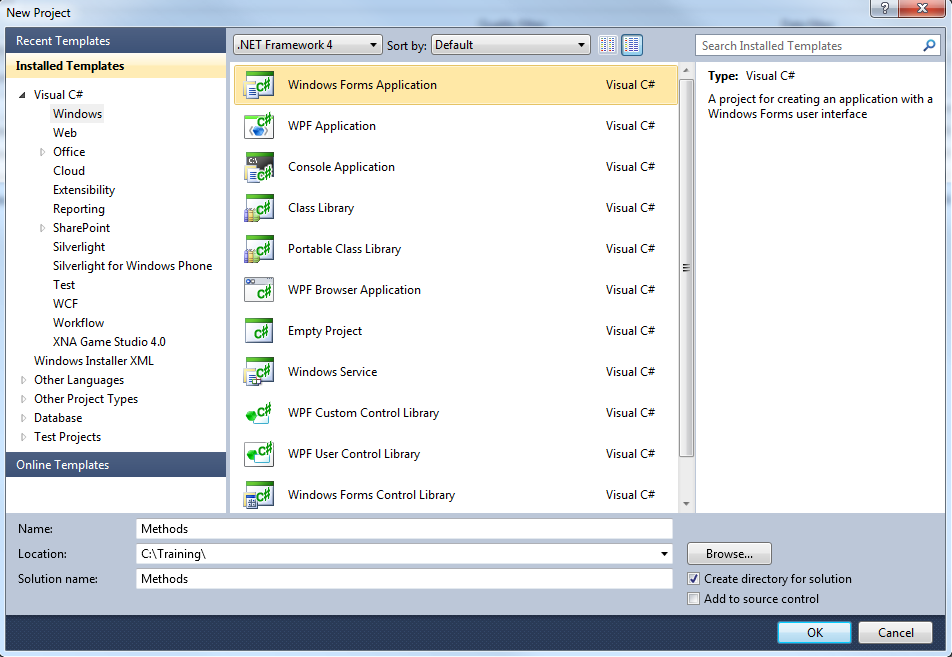 New Project
Recent Templates
Installed Templates
Visual C#
Windows
Web
Office
Cloud
Extensibility
Reporting
SharePoint
Silverlight
Silverlight for Windows Phone
Test
WCF
Workflow
XNA Game Studio 4.0
Windows Installer XML
Other Languages
Other Project Types
Database
Test Projects
Online Templates
.NET Framework 4
Sort by: Default
Windows Forms Application Visual C#
WPF Application Visual C#
Console Application Visual C#
Class Library Visual C#
Portable Class Library Visual C#
WPF Browser Application Visual C#
Empty Project Visual C#
Windows Service Visual C#
WPF Custom Control Library Visual C#
WPF User Control Library Visual C#
Windows Forms Control Library Visual C#
Search Installed Templates
Type: Visual C#
A project for creating an application with a
Windows Forms user interface
Name: Methods
Location: C:\Training\
Browse...
Solution name: Methods
Create directory for solution
Add to source control
OK Cancel